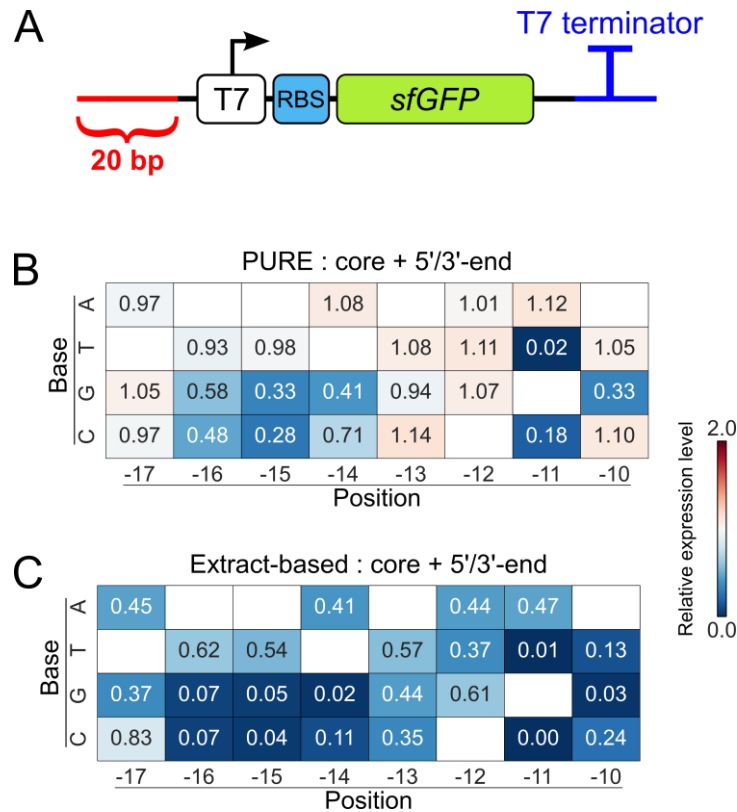 A
T7 terminator
T7 RBS sfGFP
20 bp
B
PURE : core + 5'/3'-end
Base
A 0.97 1.08 1.01 1.12
T 0.93 0.98 1.08 1.11 0.02 1.05
G 1.05 0.58 0.33 0.41 0.94 1.07 0.33
C 0.97 0.48 0.28 0.71 1.14 0.18 1.10
-17 -16 -15 -14 -13 -12 -11 -10
Position
C
Extract-based : core + 5'/3'-end
Base
A 0.45 0.41 0.44 0.47
T 0.62 0.54 0.57 0.37 0.01 0.13
G 0.37 0.07 0.05 0.02 0.44 0.61 0.03
C 0.83 0.07 0.04 0.11 0.35 0.00 0.24
-17 -16 -15 -14 -13 -12 -11 -10
Position
Relative expression level
2.0
0.0